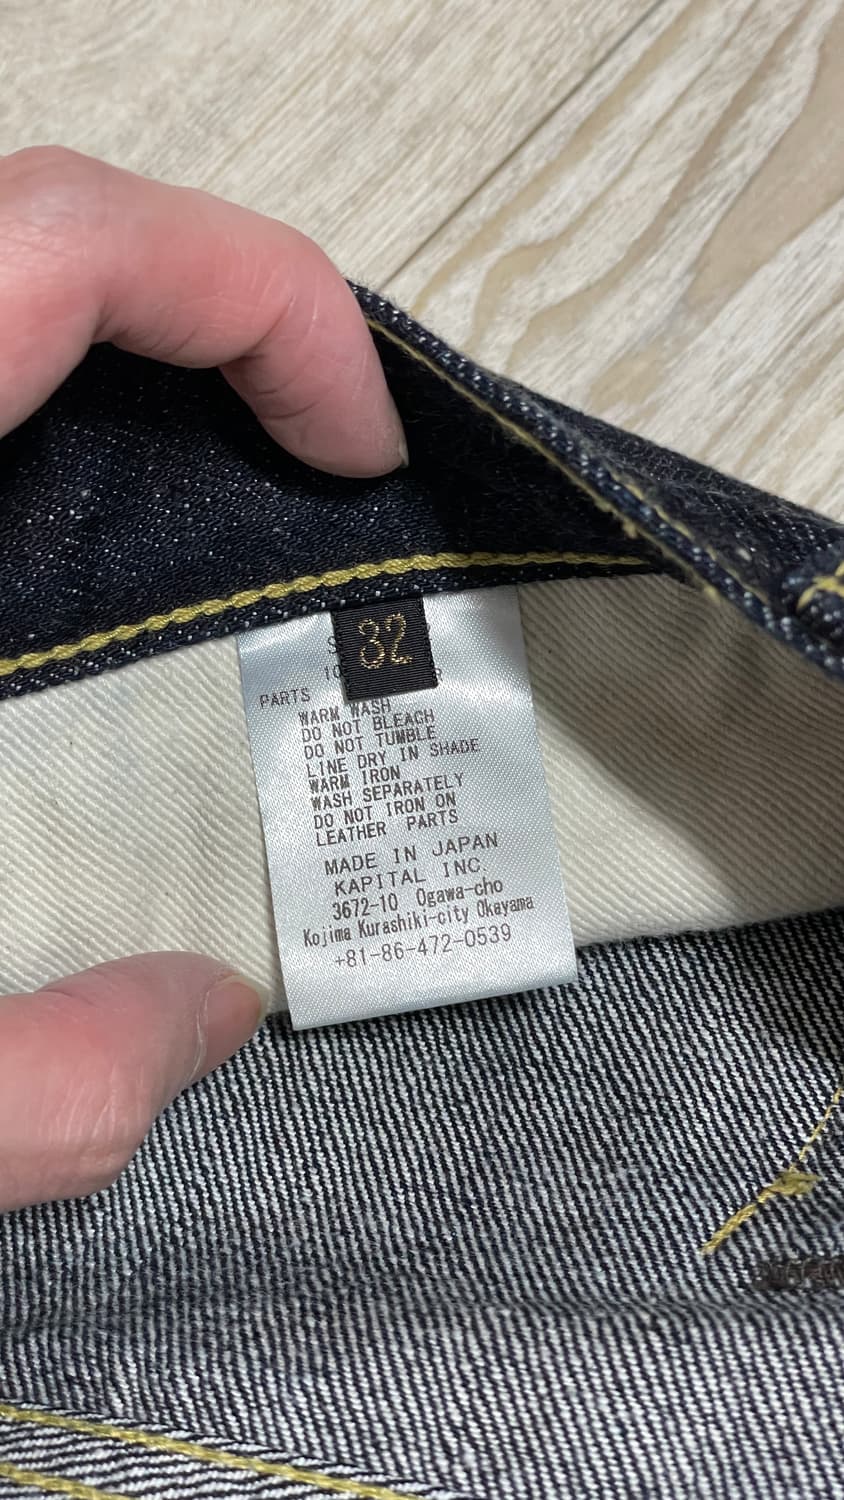 32
PARTS
WARM WASH
DO NOT BLEACH
DO NOT TUMBLE
LINE DRY IN SHADE
WARM IRON
WASH SEPARATELY
DO NOT IRON ON
LEATHER PARTS
MADE IN JAPAN
KAPITAL INC.
3672-10 Ogawa-cho
Kojima Kurashiki-city Okayama
+81-86-472-0539